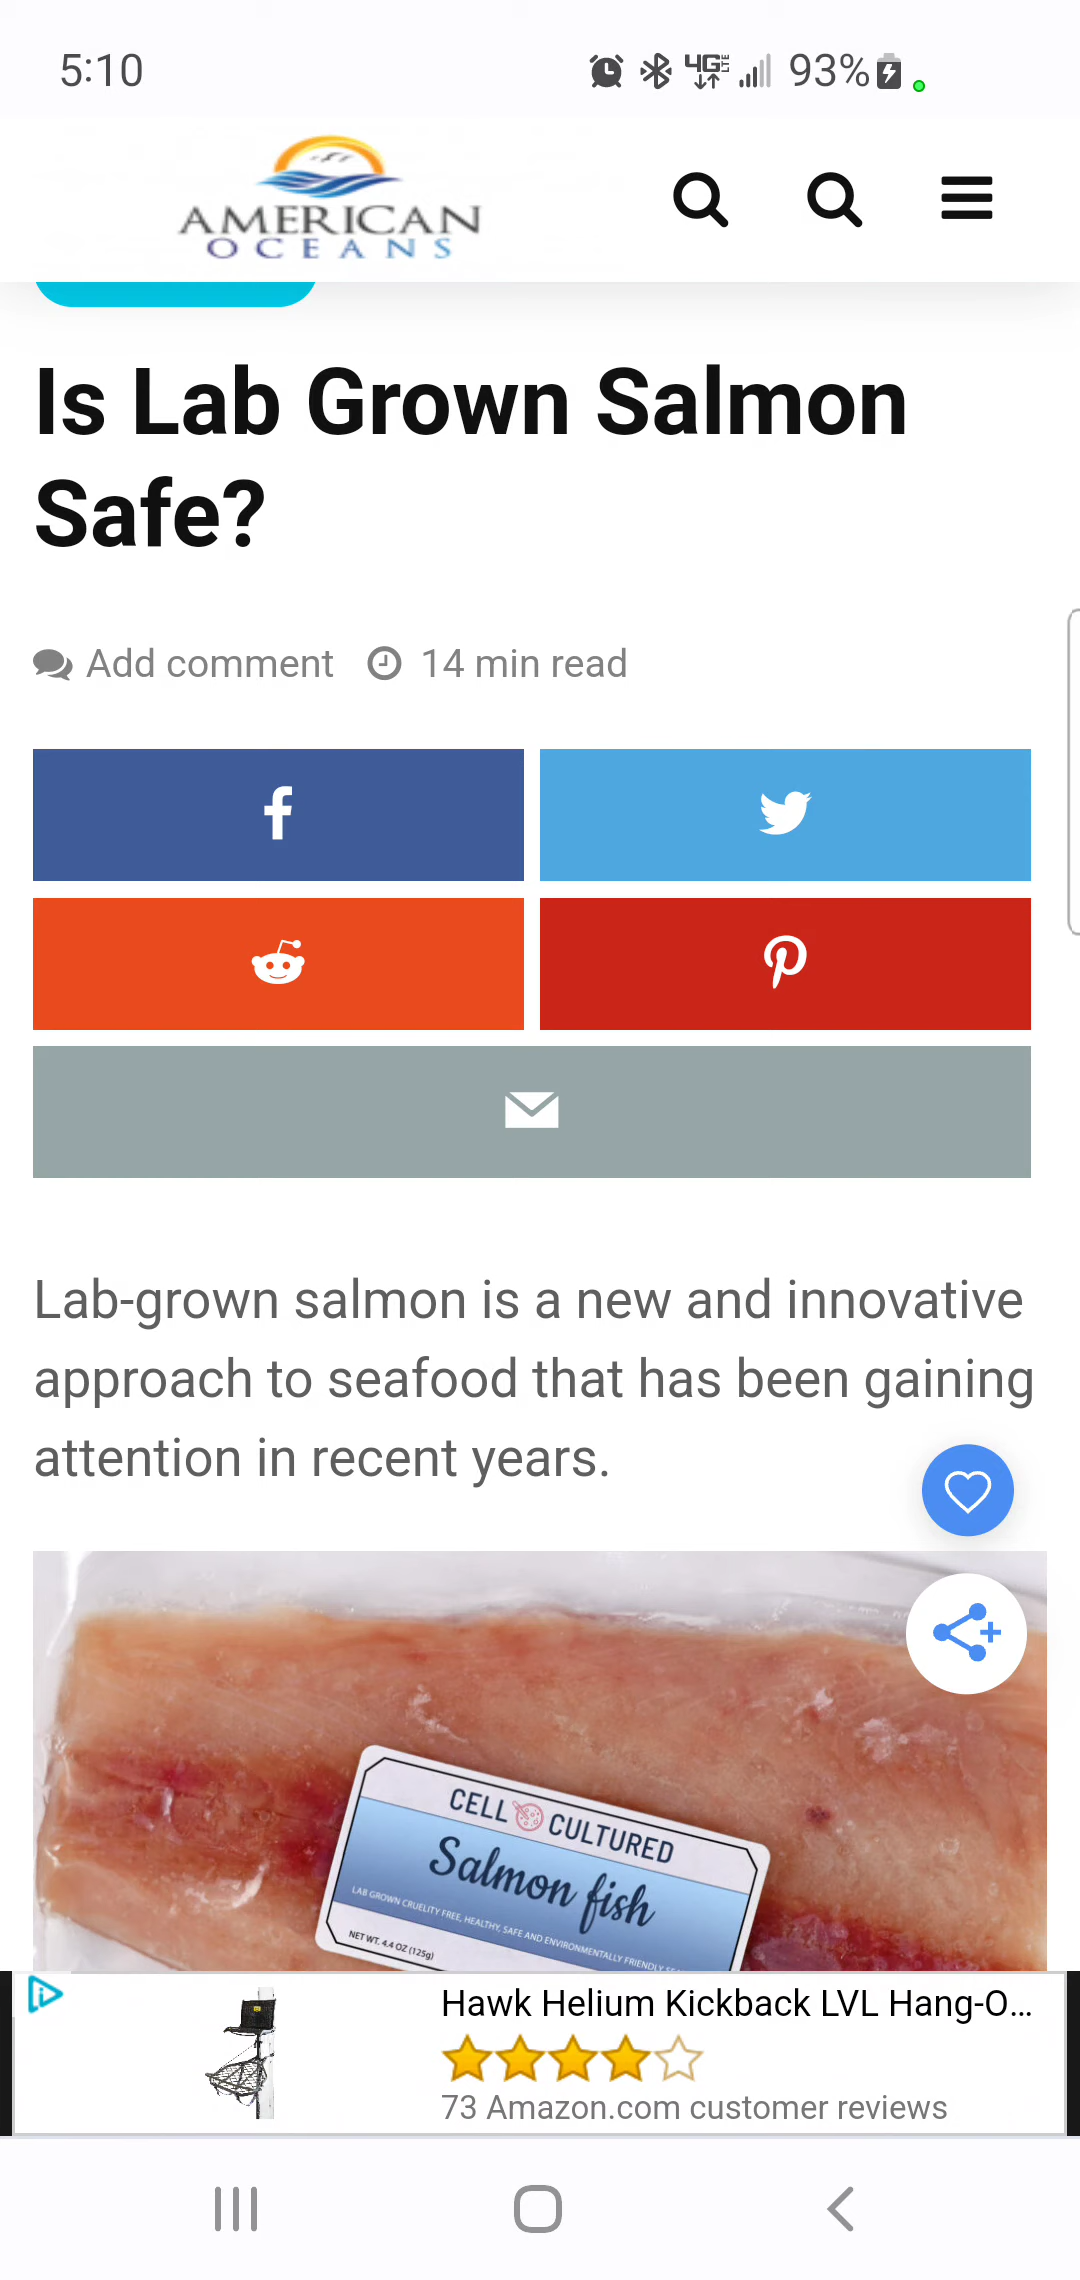 5:10
4G LTE
93%
AMERICAN
OCEANS
Is Lab Grown Salmon
Safe?
Add comment 14 min read
Lab-grown salmon is a new and innovative
approach to seafood that has been gaining
attention in recent years.
CELL CULTURED
Salmon fish
LAB GROWN CRUELTY FREE, HEALTHY, SAFE AND ENVIRONMENTALLY FRIENDLY
NET WT. 4.4 OZ (125g)
Hawk Helium Kickback LVL Hang-O...
73 Amazon.com customer reviews